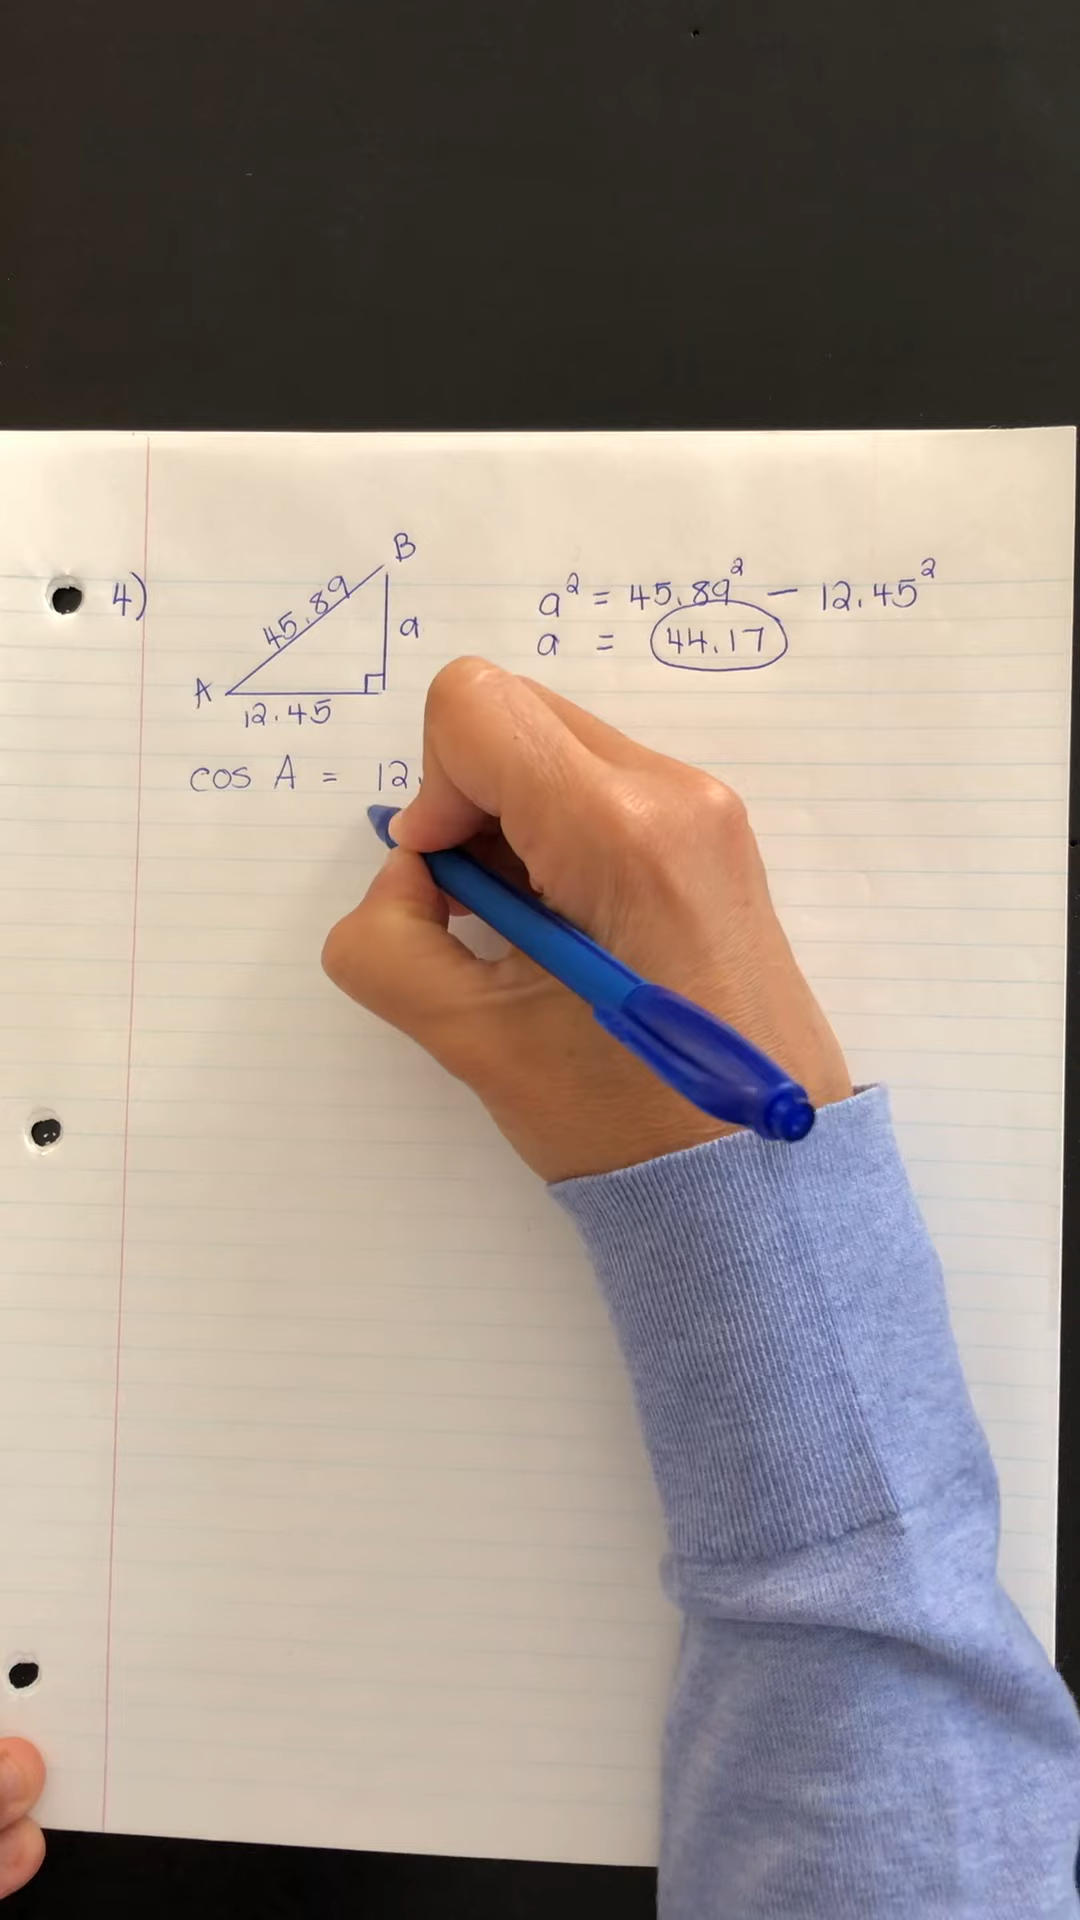 4)
B
45.89
a
A
12.45
a² = 45.89² - 12.45²
a = 44.17
cos A = 12.